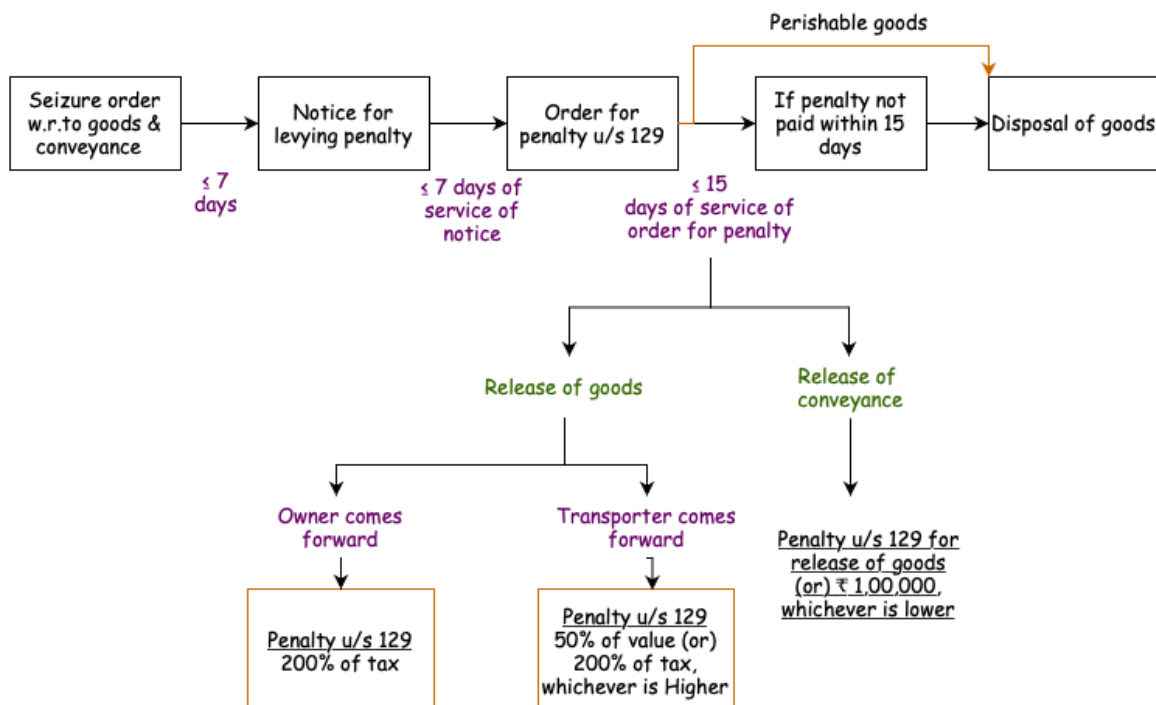 Perishable goods
Seizure order
w.r.to goods &
conveyance
Notice for
levying penalty
Order for
penalty u/s 129
If penalty not
paid within 15
days
Disposal of goods
≤ 7
days
≤ 7 days of
service of
notice
≤ 15
days of service of
order for penalty
Release of goods
Release of
conveyance
Owner comes
forward
Transporter comes
forward
Penalty u/s 129
200% of tax
Penalty u/s 129
50% of value (or)
200% of tax,
whichever is Higher
Penalty u/s 129 for
release of goods
(or) ₹ 1,00,000,
whichever is lower